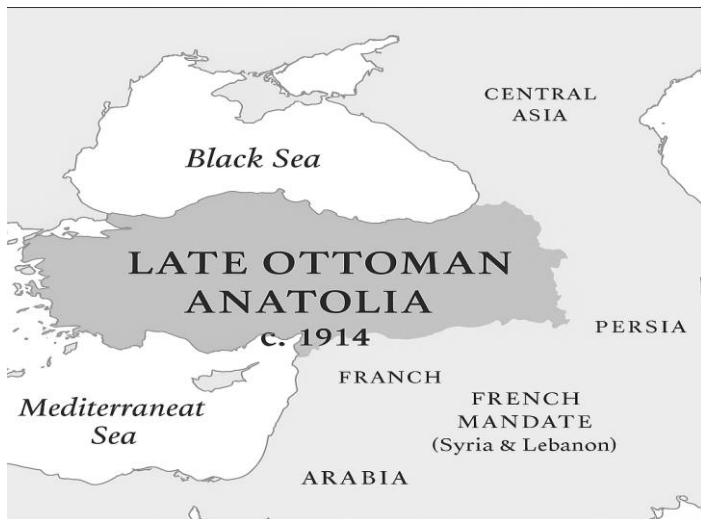 CENTRAL
ASIA
Black Sea
LATE OTTOMAN
ANATOLIA
c. 1914
PERSIA
FRANCH
FRENCH
MANDATE
(Syria & Lebanon)
Mediterraneat
Sea
ARABIA